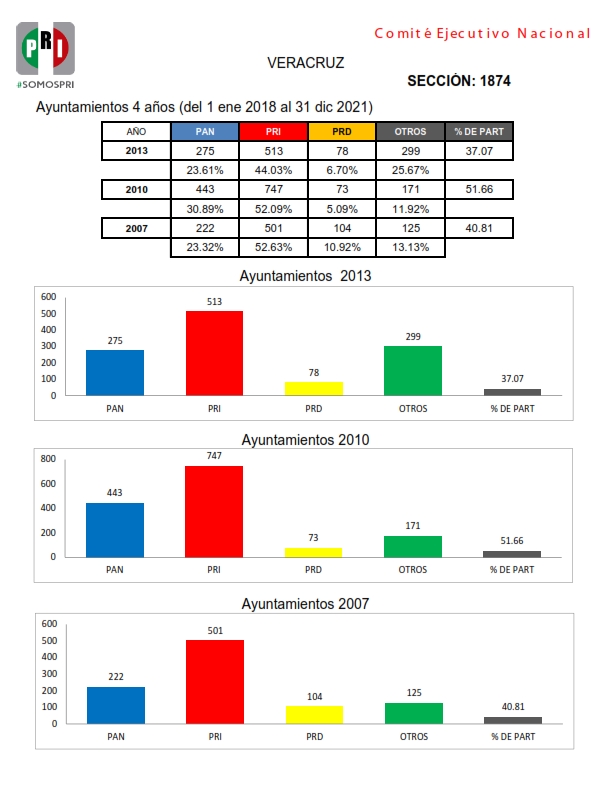 Comité Ejecutivo Nacional
PRI
#SOMOSPRI
VERACRUZ
SECCIÓN: 1874
Ayuntamientos 4 años (del 1 ene 2018 al 31 dic 2021)
AÑO PAN PRI PRD OTROS % DE PART
2013 275 513 78 299 37.07
23.61% 44.03% 6.70% 25.67%
2010 443 747 73 171 51.66
30.89% 52.09% 5.09% 11.92%
2007 222 501 104 125 40.81
23.32% 52.63% 10.92% 13.13%
Ayuntamientos 2013
600
500
400
300
200
100
0
275 513 78 299 37.07
PAN PRI PRD OTROS % DE PART
Ayuntamientos 2010
800
600
400
200
0
443 747 73 171 51.66
PAN PRI PRD OTROS % DE PART
Ayuntamientos 2007
600
500
400
300
200
100
0
222 501 104 125 40.81
PAN PRI PRD OTROS % DE PART